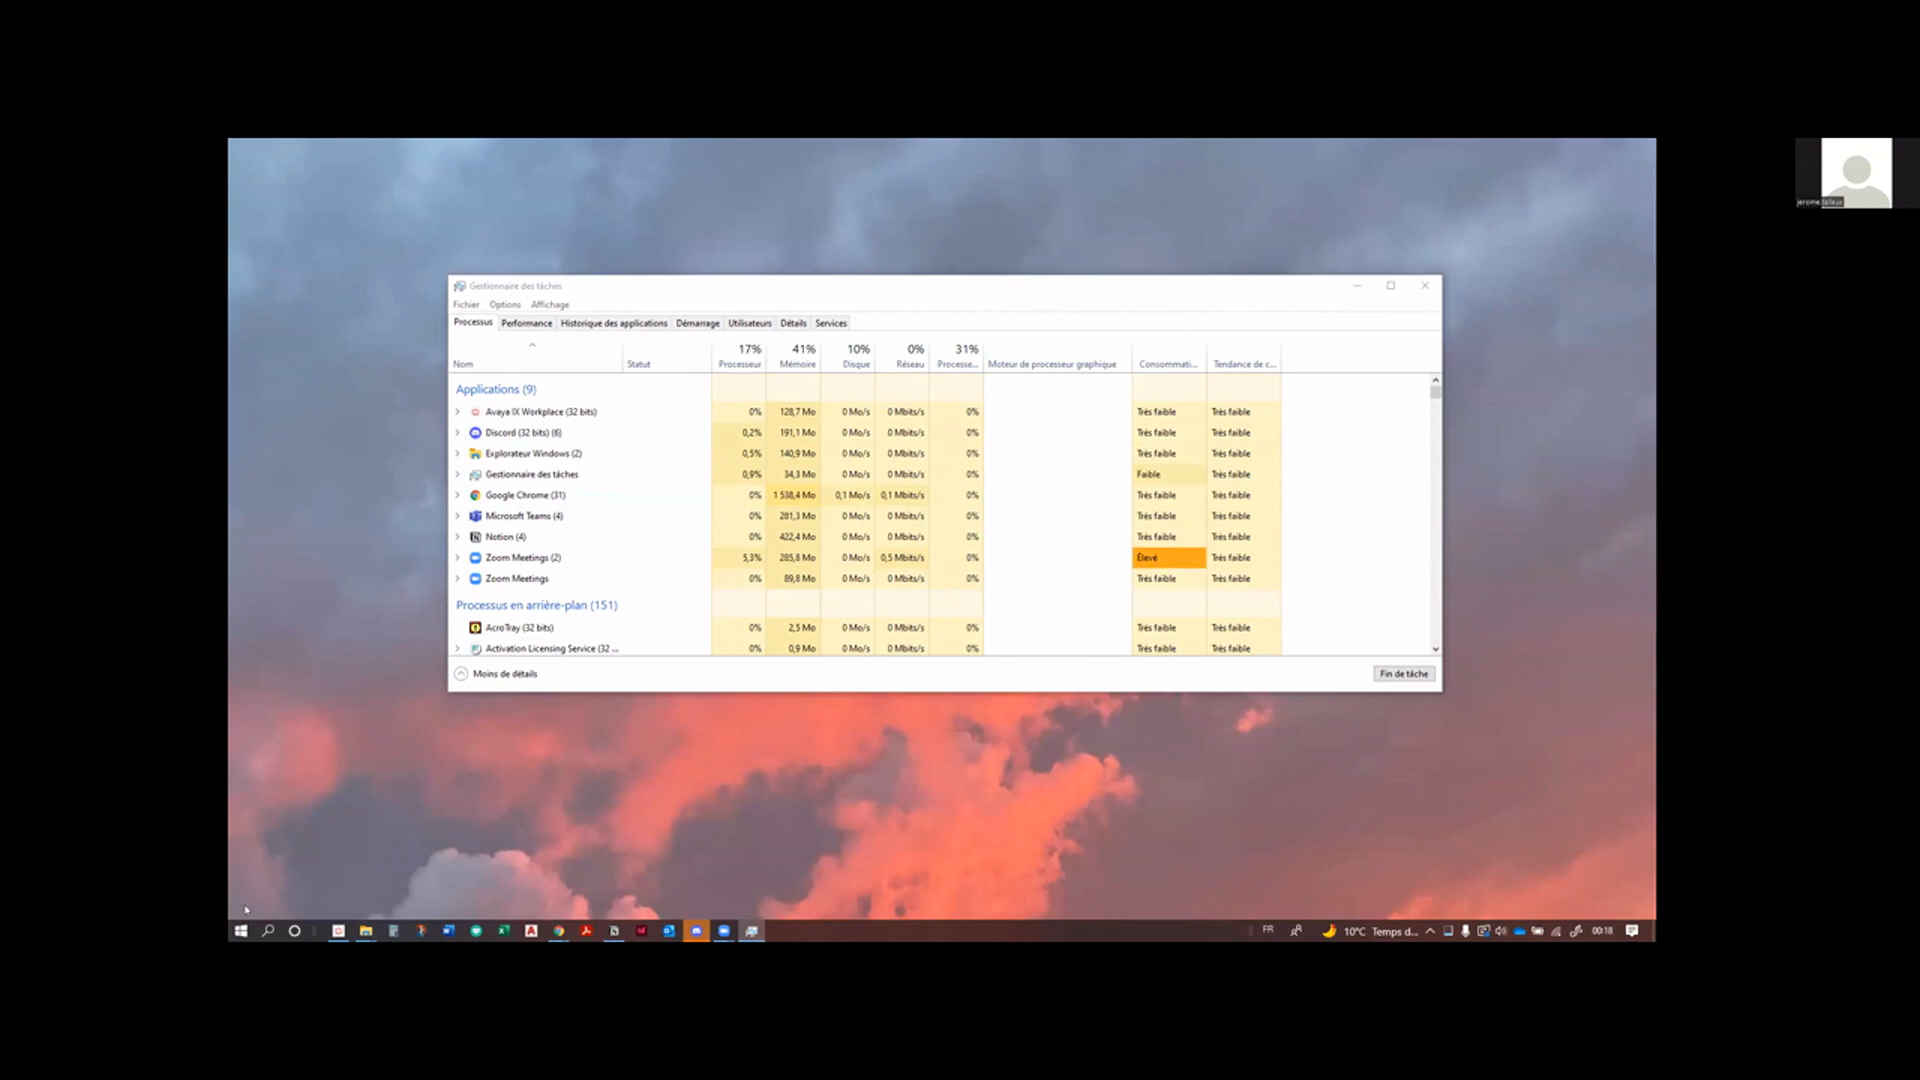 jerome.tailleur
Gestionnaire des tâches
Fichier Options Affichage
Processus Performance Historique des applications Démarrage Utilisateurs Détails Services
17% 41% 10% 0% 31%
Nom Statut Processeur Mémoire Disque Réseau Processe... Moteur de processeur graphique Consommati... Tendance de c...
Applications (9)
Avaya IX Workplace (32 bits) 0% 128,7 Mo 0 Mo/s 0 Mbits/s 0% Très faible Très faible
Discord (32 bits) (6) 0,2% 191,1 Mo 0 Mo/s 0 Mbits/s 0% Très faible Très faible
Explorateur Windows (2) 0,5% 140,9 Mo 0 Mo/s 0 Mbits/s 0% Très faible Très faible
Gestionnaire des tâches 0,9% 34,3 Mo 0 Mo/s 0 Mbits/s 0% Faible Très faible
Google Chrome (31) 0% 1 538,4 Mo 0,1 Mo/s 0,1 Mbits/s 0% Très faible Très faible
Microsoft Teams (4) 0% 281,3 Mo 0 Mo/s 0 Mbits/s 0% Très faible Très faible
Notion (4) 0% 422,4 Mo 0 Mo/s 0 Mbits/s 0% Très faible Très faible
Zoom Meetings (2) 5,3% 285,8 Mo 0 Mo/s 0,5 Mbits/s 0% Élevé Très faible
Zoom Meetings 0% 89,8 Mo 0 Mo/s 0 Mbits/s 0% Très faible Très faible
Processus en arrière-plan (151)
AcroTray (32 bits) 0% 2,5 Mo 0 Mo/s 0 Mbits/s 0% Très faible Très faible
Activation Licensing Service (32 ... 0% 0,9 Mo 0 Mo/s 0 Mbits/s 0% Très faible Très faible
Moins de détails Fin de tâche
FR 10°C Temps d... 00:18